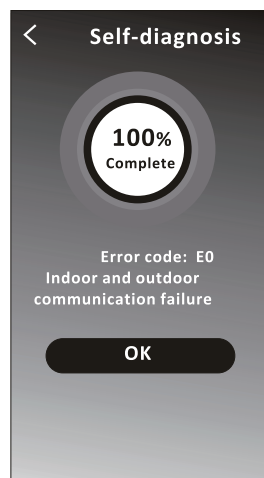 Self-diagnosis
100%
Complete
Error code: E0
Indoor and outdoor
communication failure
OK